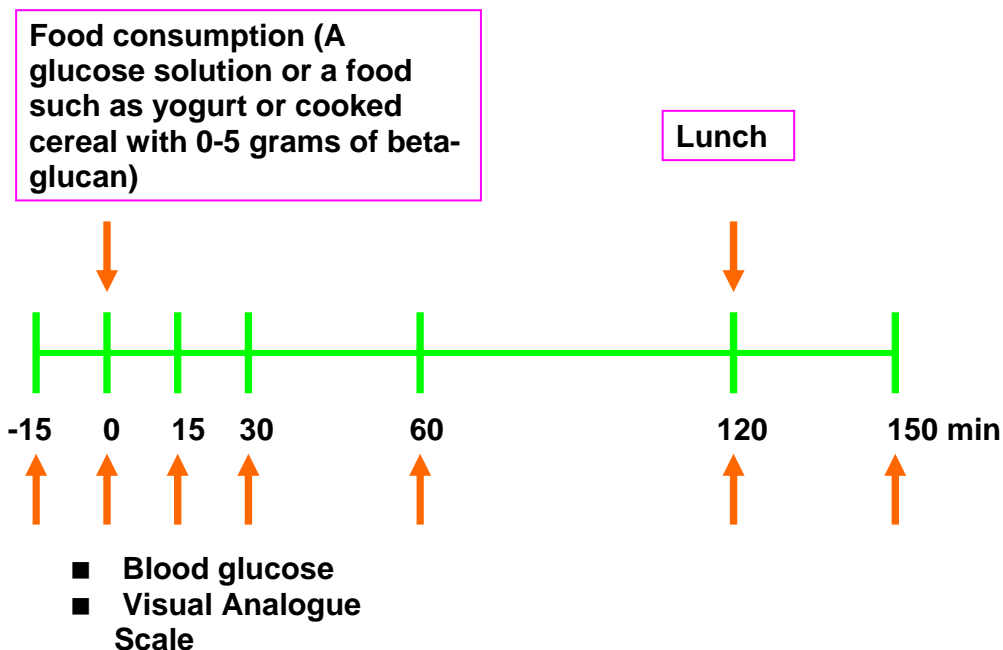 Food consumption (A
glucose solution or a food
such as yogurt or cooked
cereal with 0-5 grams of beta-
glucan)
Lunch
-15 0 15 30 60 120 150 min
■ Blood glucose
■ Visual Analogue
Scale